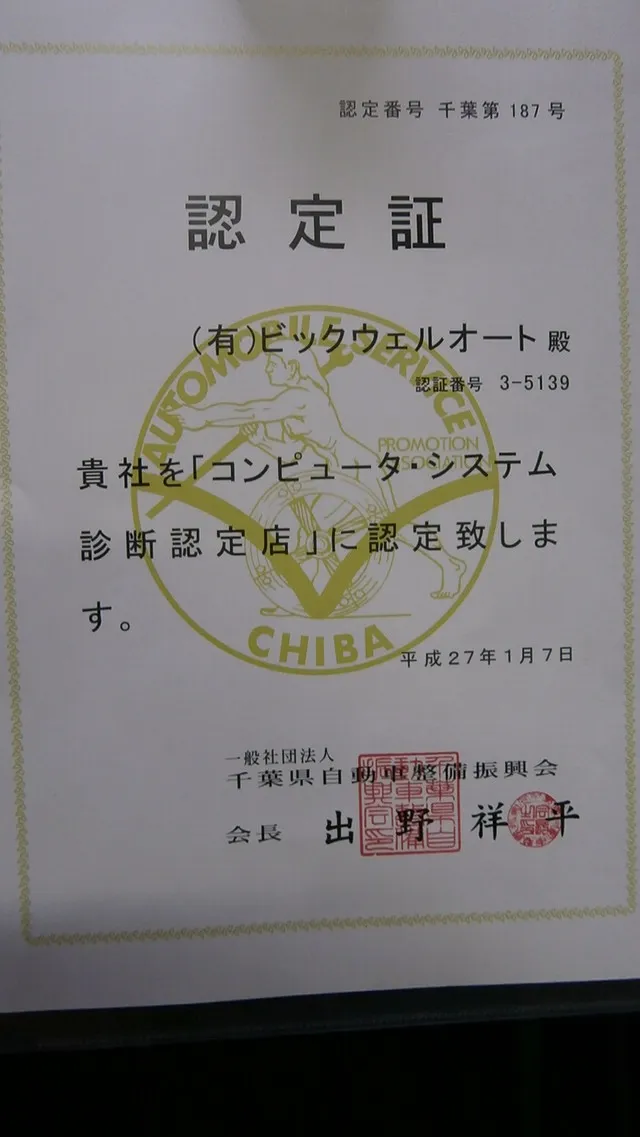 認定番号 千葉第 187 号
認定証
(有)ビックウェルオート 殿
認証番号 3-5139
AUTOMOBILE SERVICE
PROMOTION
ASSOCIATION
貴社を「コンピュータ・システム
診断認定店」に認定致しま
す。
CHIBA
平成27年1月7日
一般社団法人
千葉県自動車整備振興会
会長 出野祥平